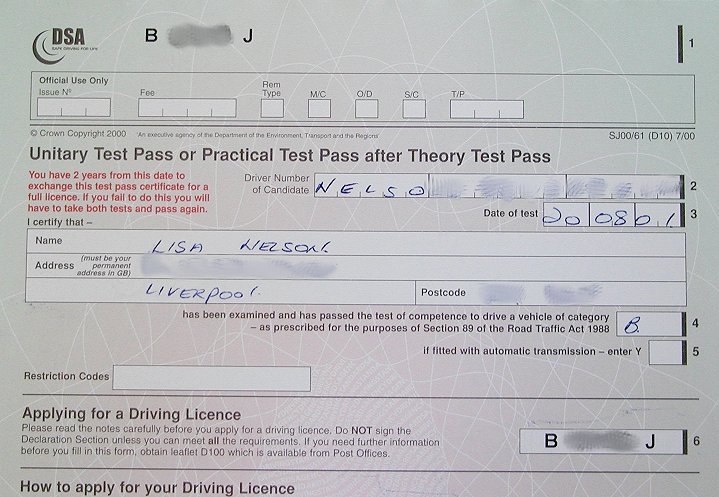 DSA
SAFE DRIVING FOR LIFE
B J
1
Official Use Only
Issue Nº Fee Rem Type M/C O/D S/C T/P
© Crown Copyright 2000 An executive agency of the Department of the Environment, Transport and the Regions SJ00/61 (D10) 7/00
Unitary Test Pass or Practical Test Pass after Theory Test Pass
You have 2 years from this date to
exchange this test pass certificate for a
full licence. If you fail to do this you will
have to take both tests and pass again.
Driver Number
of Candidate NELSO 2
Date of test 20 08 01 3
I certify that –
Name LISA NELSON.
Address (must be your
permanent
address in GB)
LIVERPOOL. Postcode
has been examined and has passed the test of competence to drive a vehicle of category
– as prescribed for the purposes of Section 89 of the Road Traffic Act 1988 B. 4
if fitted with automatic transmission – enter Y 5
Restriction Codes
Applying for a Driving Licence
Please read the notes carefully before you apply for a driving licence. Do NOT sign the
Declaration Section unless you can meet all the requirements. If you need further information
before you fill in this form, obtain leaflet D100 which is available from Post Offices.
B J 6
How to apply for your Driving Licence